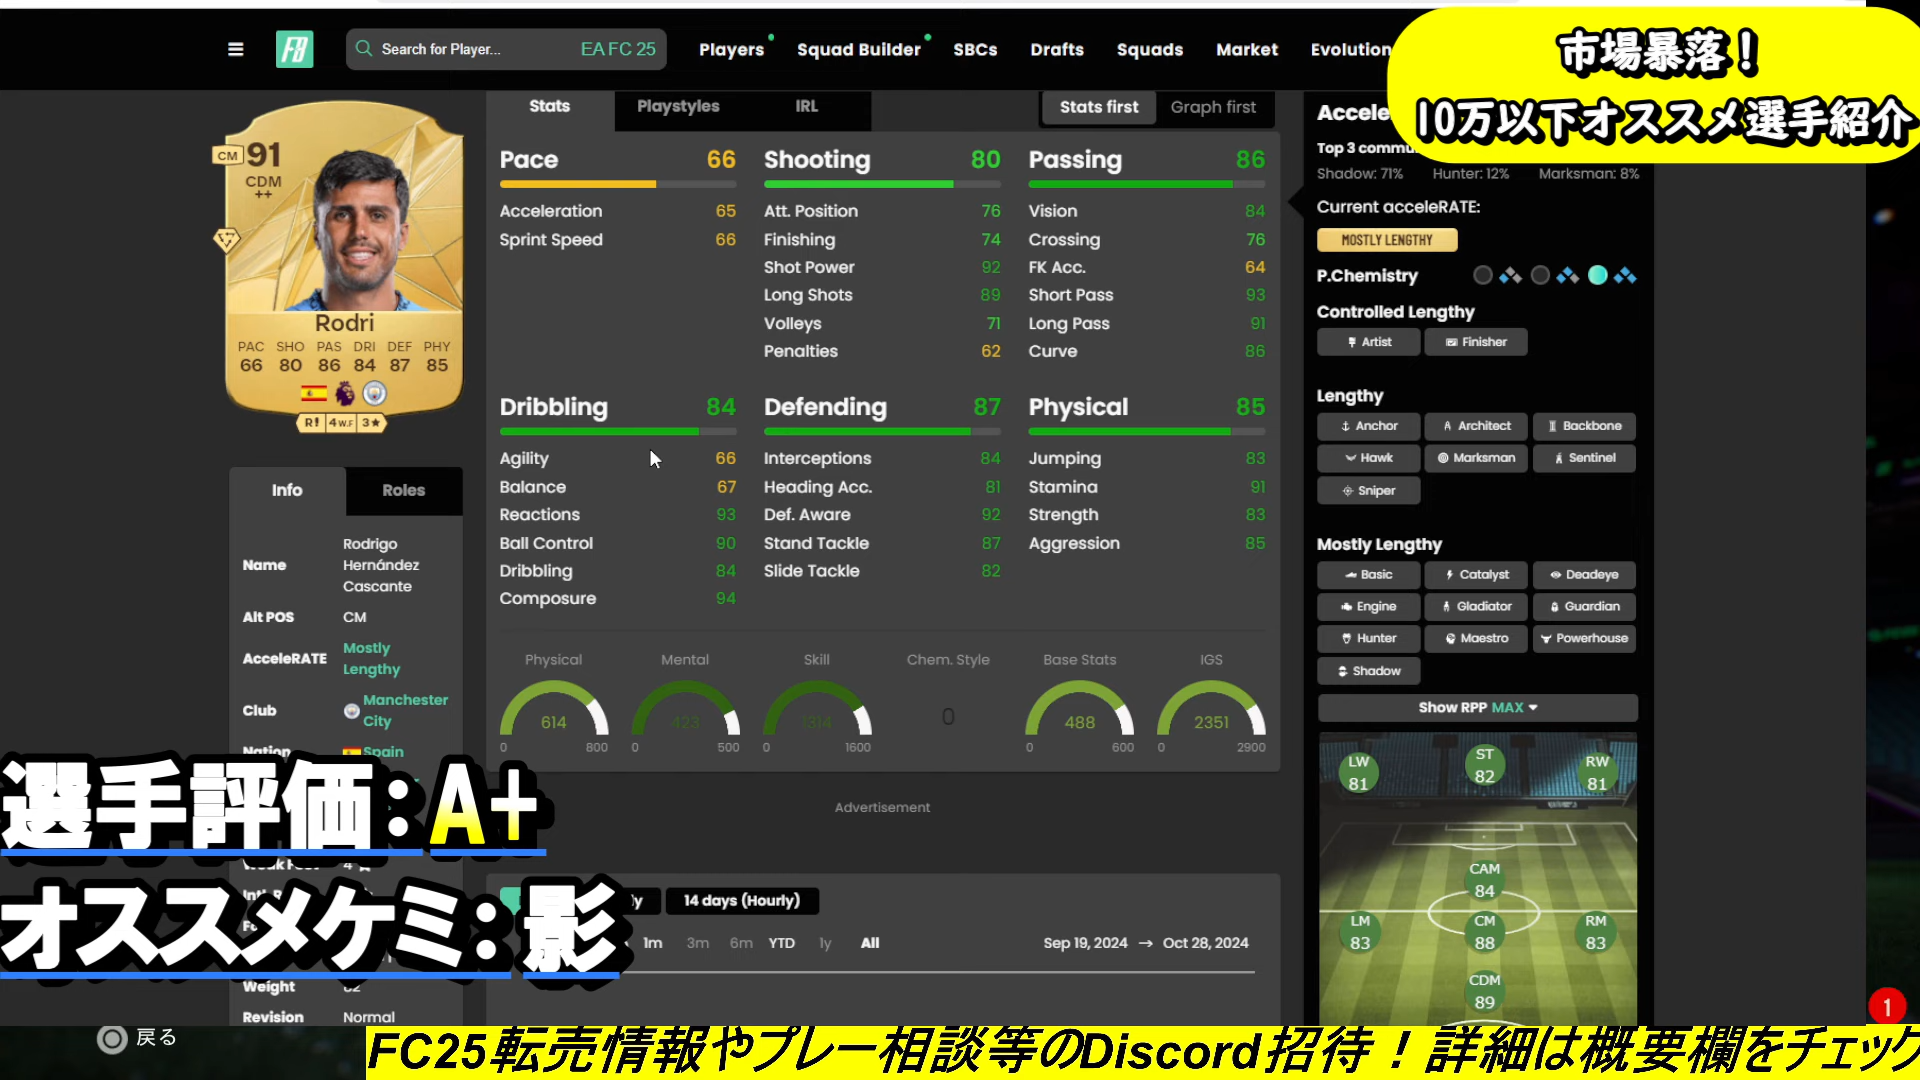 Search for Player...
EA FC 25
Players
Squad Builder
SBCs
Drafts
Squads
Market
Evolution
市場暴落！
10万以下オススメ選手紹介
CM
91
CDM
++
Rodri
PAC SHO PAS DRI DEF PHY
66 80 86 84 87 85
R! 4 W.F 3★
Info
Roles
Name
Rodrigo
Hernández
Cascante
Alt POS
CM
AcceleRATE
Mostly
Lengthy
Club
Manchester
City
Nation
Spain
Weight
Revision
Normal
Stats
Playstyles
IRL
Stats first
Graph first
Pace 66
Acceleration 65
Sprint Speed 66
Shooting 80
Att. Position 76
Finishing 74
Shot Power 92
Long Shots 89
Volleys 71
Penalties 62
Passing 86
Vision 84
Crossing 76
FK Acc. 64
Short Pass 93
Long Pass 91
Curve 86
Dribbling 84
Agility 66
Balance 67
Reactions 93
Ball Control 90
Dribbling 84
Composure 94
Defending 87
Interceptions 84
Heading Acc. 81
Def. Aware 92
Stand Tackle 87
Slide Tackle 82
Physical 85
Jumping 83
Stamina 91
Strength 83
Aggression 85
Physical
614
0 800
Mental
423
0 500
Skill
1314
0 1600
Chem. Style
0
Base Stats
488
0 600
IGS
2351
0 2900
Advertisement
14 days (Hourly)
1m 3m 6m YTD 1y All
Sep 19, 2024 → Oct 28, 2024
Top 3 commu
Shadow: 71% Hunter: 12% Marksman: 8%
Current acceleRATE:
MOSTLY LENGTHY
P.Chemistry
Controlled Lengthy
Artist
Finisher
Lengthy
Anchor
Architect
Backbone
Hawk
Marksman
Sentinel
Sniper
Mostly Lengthy
Basic
Catalyst
Deadeye
Engine
Gladiator
Guardian
Hunter
Maestro
Powerhouse
Shadow
Show RPP MAX
LW
81
ST
82
RW
81
CAM
84
LM
83
CM
88
RM
83
CDM
89
選手評価：A+
オススメケミ：影
戻る
1
FC25転売情報やプレー相談等のDiscord招待！詳細は概要欄をチェック